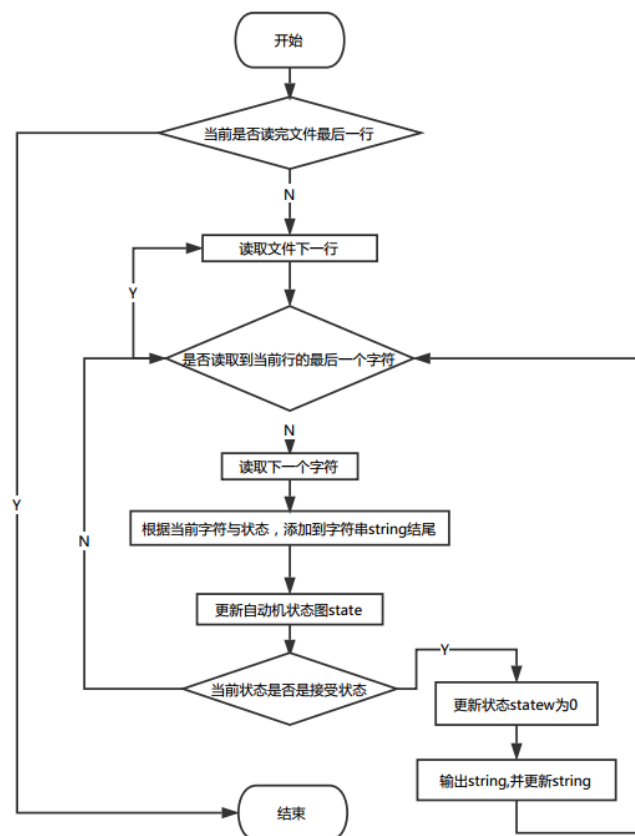 开始
当前是否读完文件最后一行
N
读取文件下一行
Y
是否读取到当前行的最后一个字符
N
读取下一个字符
Y
根据当前字符与状态，添加到字符串string结尾
N
更新自动机状态图state
Y
当前状态是否是接受状态
更新状态statew为0
输出string,并更新string
结束